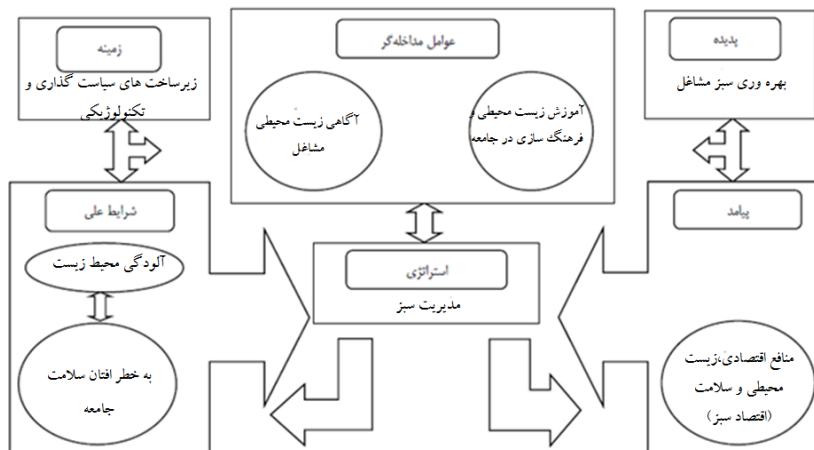 پدیده
بهره وری سبز مشاغل
عوامل مداخله‌گر
آموزش زیست محیطی و
فرهنگ سازی در جامعه
آگاهی زیست محیطی
مشاغل
زمینه
زیرساخت های سیاست گذاری و
تکنولوژیکی
پیامد
منافع اقتصادی،زیست
محیطی و سلامت
(اقتصاد سبز)
استراتژی
مدیریت سبز
شرایط علی
آلودگی محیط زیست
به خطر افتان سلامت
جامعه